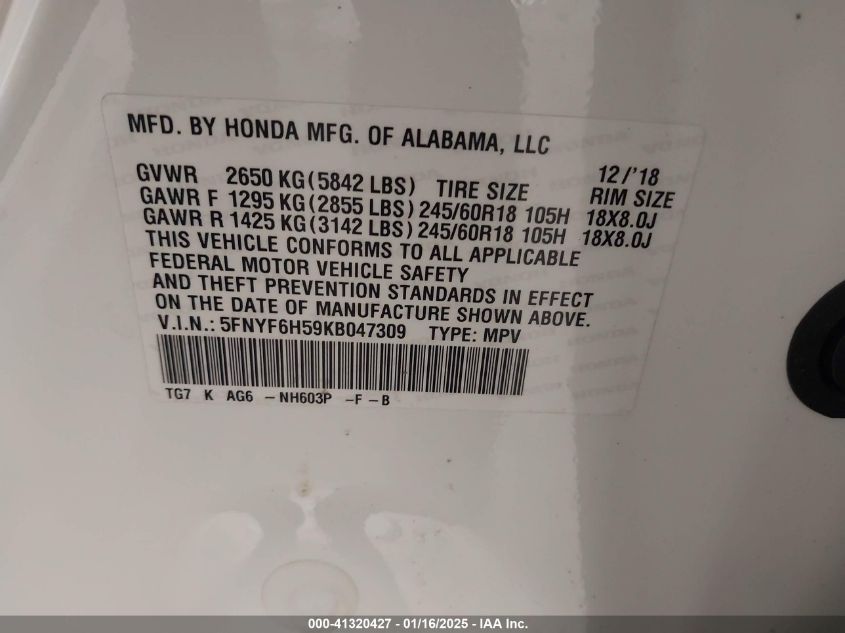 MFD. BY HONDA MFG. OF ALABAMA, LLC
12/'18
GVWR 2650 KG(5842 LBS) TIRE SIZE RIM SIZE
GAWR F 1295 KG(2855 LBS) 245/60R18 105H 18X8.0J
GAWR R 1425 KG(3142 LBS) 245/60R18 105H 18X8.0J
THIS VEHICLE CONFORMS TO ALL APPLICABLE
FEDERAL MOTOR VEHICLE SAFETY
AND THEFT PREVENTION STANDARDS IN EFFECT
ON THE DATE OF MANUFACTURE SHOWN ABOVE.
V.I.N.: 5FNYF6H59KB047309 TYPE: MPV
TG7 K AG6 -NH603P -F-B
000-41320427 - 01/16/2025 - IAA Inc.